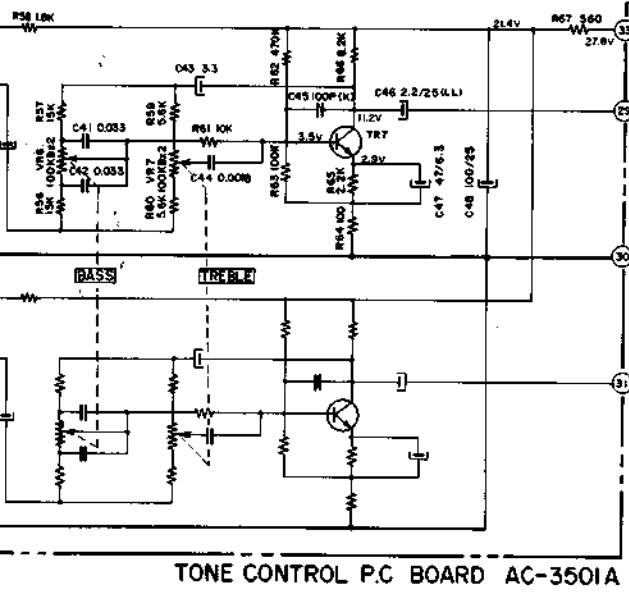 R58 1.8K
21.4V
R67 560
27.8V
33
R62 470K
R66 8.2K
C43 3.3
C45 100P(K)
C46 2.2/25(LL)
29
R57 15K
C41 0.033
R59 5.6K
R61 10K
3.5V
11.2V
TR7
VR6 100KB×2
C42 0.033
VR7 100KB×2
C44 0.0018
R63 100K
2.9V
R65 2.2K
C47 47/6.3
C48 100/25
R56 15K
R60 5.6K
R64 100
30
BASS
TREBLE
31
TONE CONTROL P.C BOARD AC-3501A